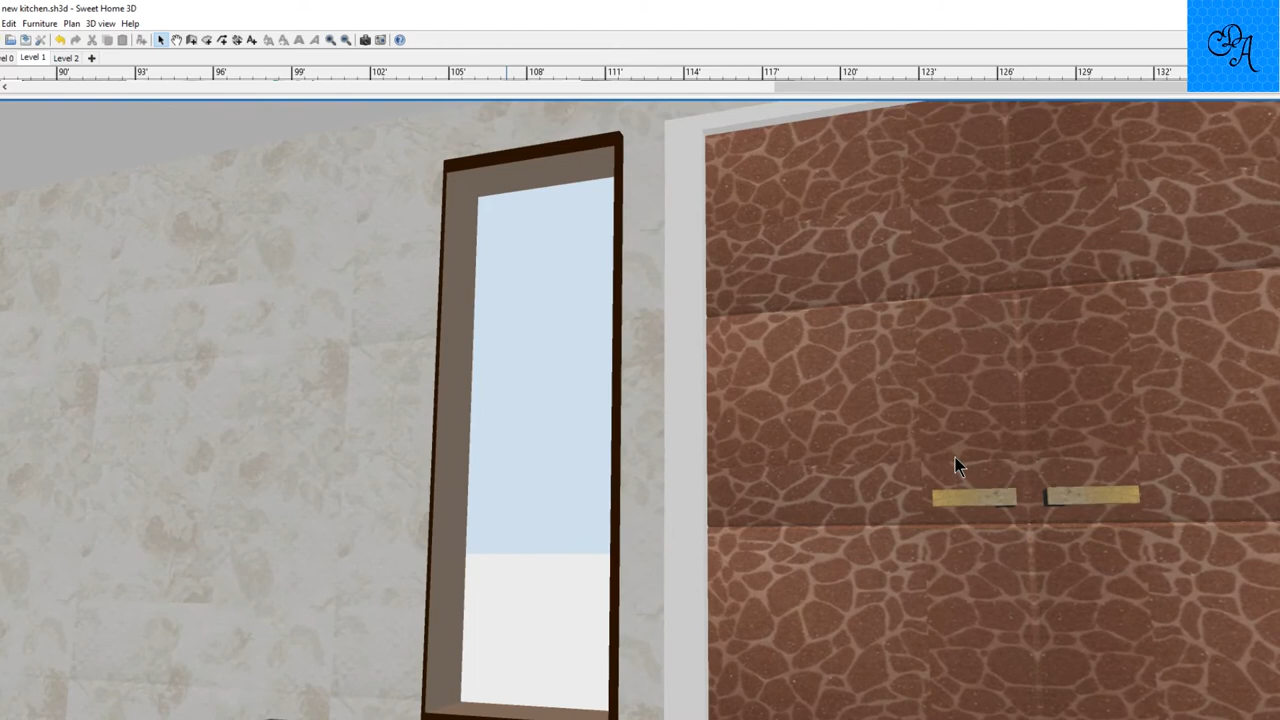 new kitchen.sh3d - Sweet Home 3D
Edit Furniture Plan 3D view Help
Level 1 Level 2
90' 93' 96' 99' 102' 105' 108' 111' 114' 117' 120' 123' 126' 129' 132'